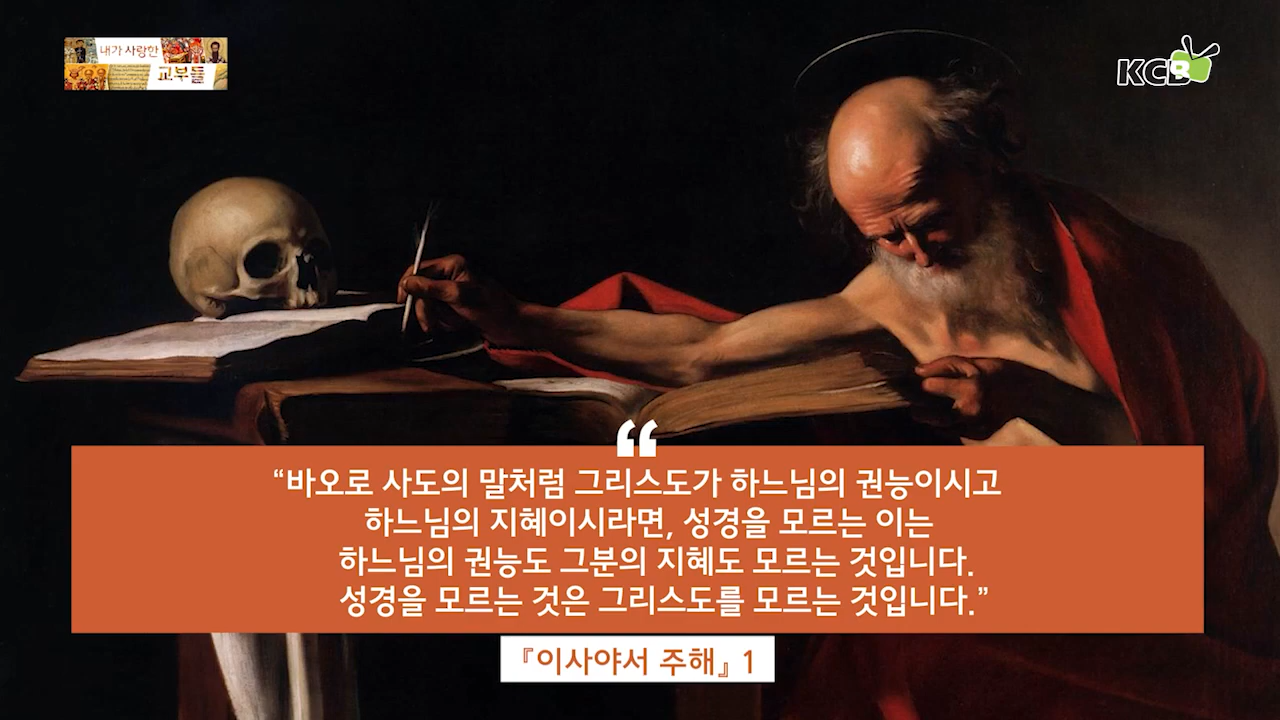 내가 사랑한
교부들
KCB
“바오로 사도의 말처럼 그리스도가 하느님의 권능이시고
하느님의 지혜이시라면, 성경을 모르는 이는
하느님의 권능도 그분의 지혜도 모르는 것입니다.
성경을 모르는 것은 그리스도를 모르는 것입니다.”
『이사야서 주해』 1